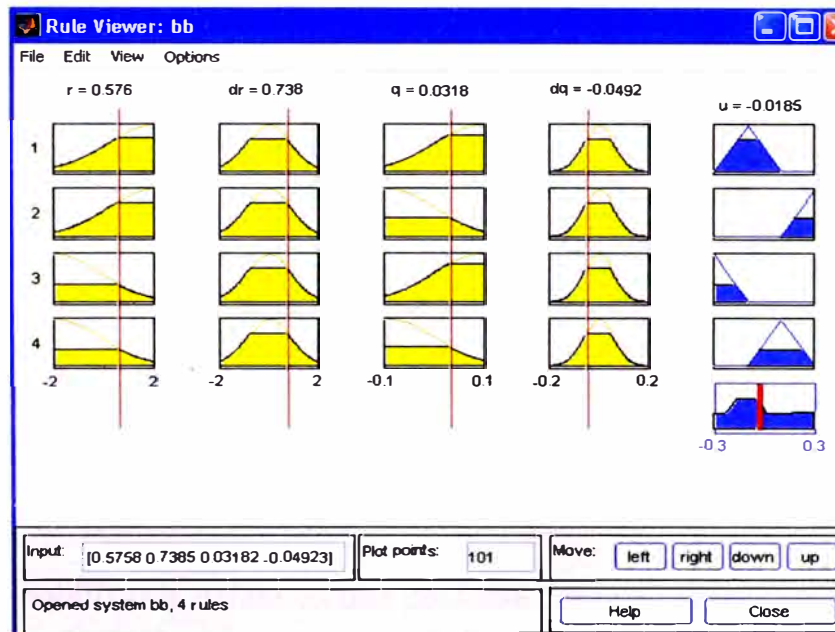 Rule Viewer: bb
File Edit View Options
r = 0.576 dr = 0.738 q = 0.0318 dq = -0.0492 u = -0.0185
1
2
3
4
-2 2 -2 2 -0.1 0.1 -0.2 0.2
-0.3 0.3
Input: [0.5758 0.7385 0.03182 -0.04923] Plot points: 101 Move: left right down up
Opened system bb, 4 rules Help Close